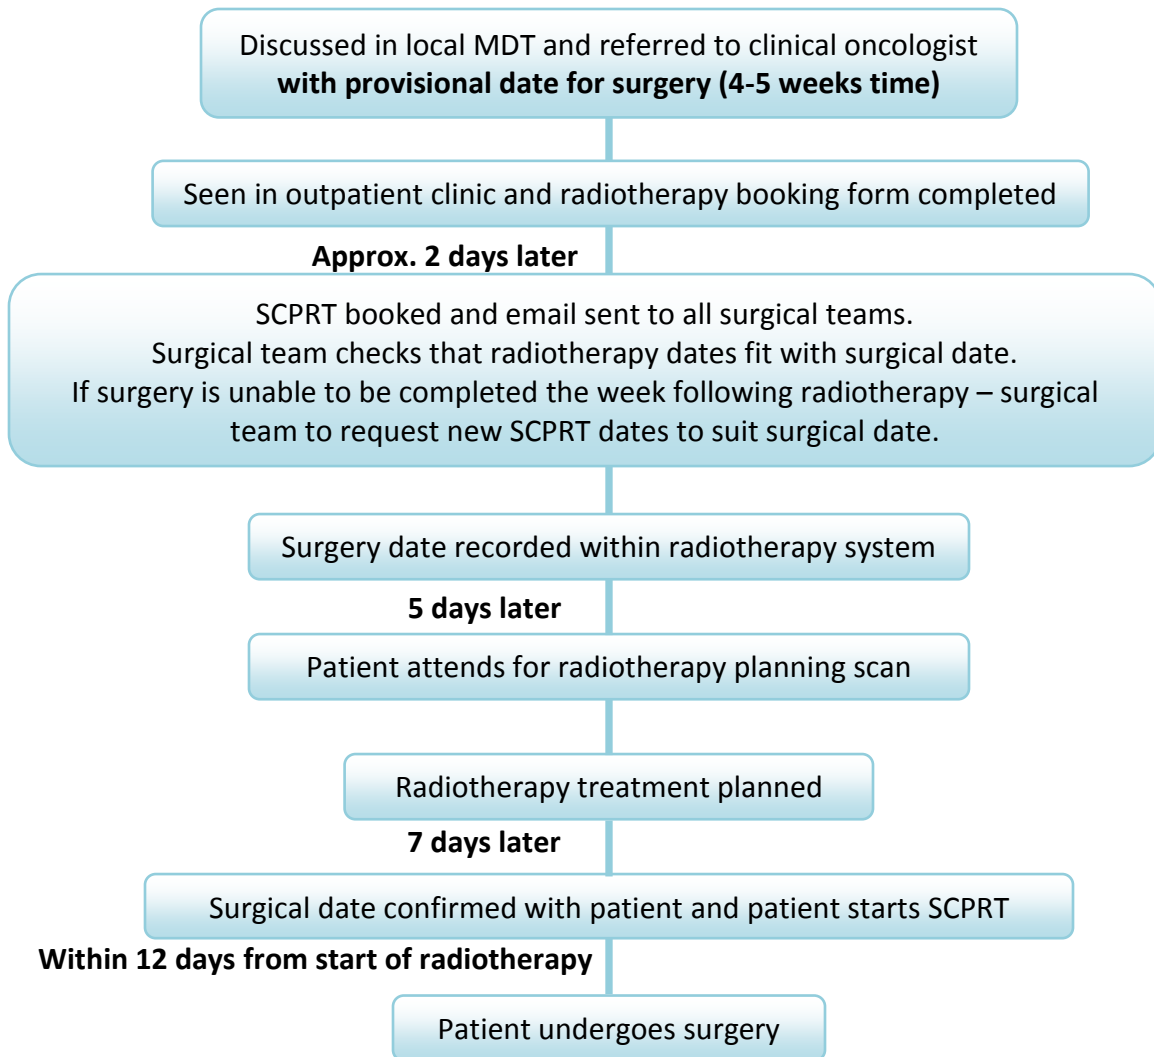 Discussed in local MDT and referred to clinical oncologist
with provisional date for surgery (4-5 weeks time)
Seen in outpatient clinic and radiotherapy booking form completed
Approx. 2 days later
SCPRT booked and email sent to all surgical teams.
Surgical team checks that radiotherapy dates fit with surgical date.
If surgery is unable to be completed the week following radiotherapy – surgical
team to request new SCPRT dates to suit surgical date.
Surgery date recorded within radiotherapy system
5 days later
Patient attends for radiotherapy planning scan
Radiotherapy treatment planned
7 days later
Surgical date confirmed with patient and patient starts SCPRT
Within 12 days from start of radiotherapy
Patient undergoes surgery